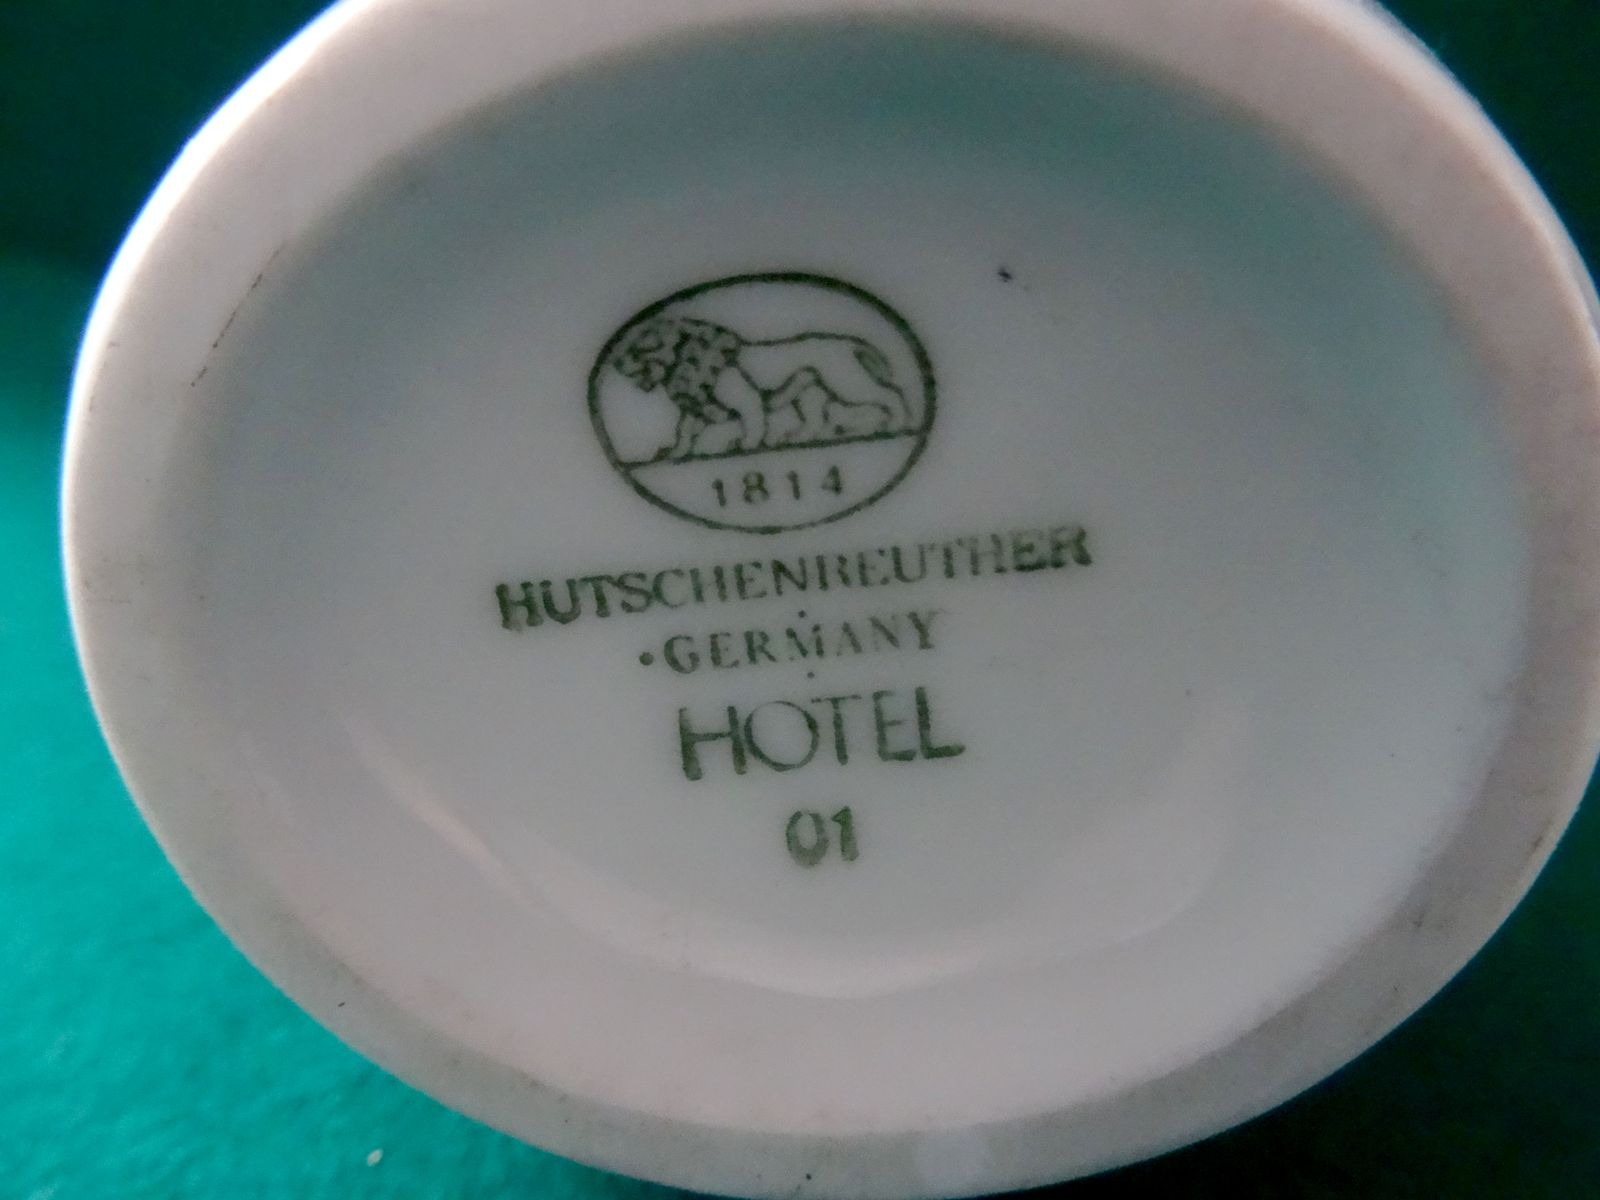 1814
HUTSCHENREUTHER
·GERMANY
HOTEL
01